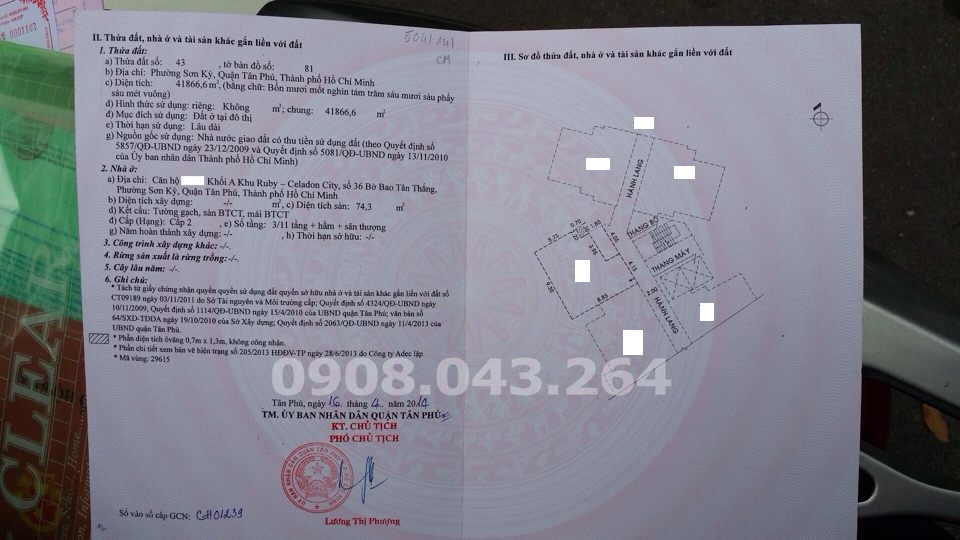 Nº 0001102
504/141
CM
II. Thửa đất, nhà ở và tài sản khác gắn liền với đất
1. Thửa đất:
a) Thửa đất số: 43 , tờ bản đồ số: 81
b) Địa chỉ: Phường Sơn Kỳ, Quận Tân Phú, Thành phố Hồ Chí Minh
c) Diện tích: 41866,6 m², (bằng chữ: Bốn mươi mốt nghìn tám trăm sáu mươi sáu phẩy
sáu mét vuông)
d) Hình thức sử dụng: riêng: Không m²; chung: 41866,6 m²
đ) Mục đích sử dụng: Đất ở tại đô thị
e) Thời hạn sử dụng: Lâu dài
g) Nguồn gốc sử dụng: Nhà nước giao đất có thu tiền sử dụng đất (theo Quyết định số
5857/QĐ-UBND ngày 23/12/2009 và Quyết định số 5081/QĐ-UBND ngày 13/11/2010
của Ủy ban nhân dân Thành phố Hồ Chí Minh)
2. Nhà ở:
a) Địa chỉ: Căn hộ Khối A Khu Ruby – Celadon City, số 36 Bờ Bao Tân Thắng,
Phường Sơn Kỳ, Quận Tân Phú, Thành phố Hồ Chí Minh
b) Diện tích xây dựng: -/- m², c) Diện tích sàn: 74,3 m²
d) Kết cấu: Tường gạch, sàn BTCT, mái BTCT
đ) Cấp (Hạng): Cấp 2 , e) Số tầng: 3/11 tầng + hầm + sân thượng
g) Năm hoàn thành xây dựng: -/- , h) Thời hạn sở hữu: -/-
3. Công trình xây dựng khác: -/-.
4. Rừng sản xuất là rừng trồng: -/-.
5. Cây lâu năm: -/-.
6. Ghi chú:
* Tách từ giấy chứng nhận quyền quyền sử dụng đất quyền sở hữu nhà ở và tài sản khác gắn liền với đất số
CT09189 ngày 03/11/2011 do Sở Tài nguyên và Môi trường cấp; Quyết định số 4324/QĐ-UBND ngày
10/11/2009, Quyết định số 1114/QĐ-UBND ngày 15/4/2010 của UBND quận Tân Phú; văn bản số
64/SXD-TĐDA ngày 19/10/2010 của Sở Xây dựng; Quyết định số 2063/QĐ-UBND ngày 11/4/2013 của
UBND quận Tân Phú.
* Phần diện tích ôvăng 0,7m x 1,3m, không công nhận.
* Phần chi tiết xem bản vẽ hiện trạng số 205/2013 HĐĐV-TP ngày 28/6/2013 do Công ty Adec lập.
* Mã vùng: 29615
0908.043.264
Tân Phú, ngày 16 tháng 4 năm 2014
TM. ỦY BAN NHÂN DÂN QUẬN TÂN PHÚ
KT. CHỦ TỊCH
PHÓ CHỦ TỊCH
Lương Thị Phượng
Số vào sổ cấp GCN: CH01239
III. Sơ đồ thửa đất, nhà ở và tài sản khác gắn liền với đất
HÀNH LANG
THANG BỘ
THANG MÁY
HÀNH LANG
0.70
5.70
1.60
4.05
3.95
4.15
9.30
8.85
2.00
CLEAR